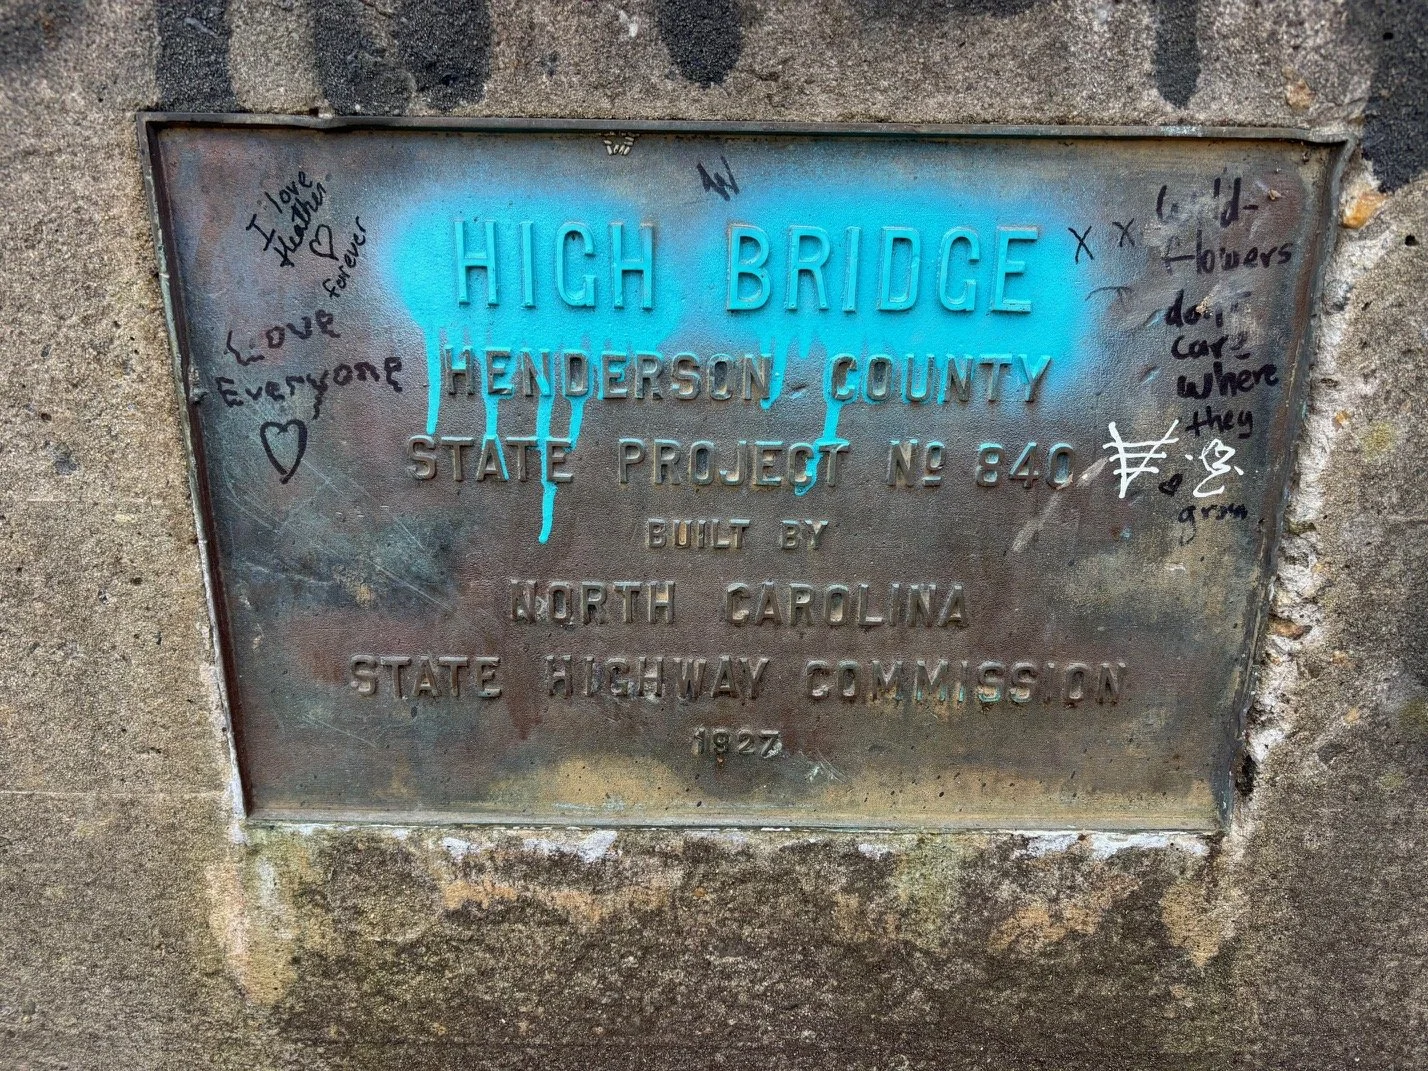 HIGH BRIDGE
HENDERSON COUNTY
STATE PROJECT Nº 840
BUILT BY
NORTH CAROLINA
STATE HIGHWAY COMMISSION
1927
I love
Heather
♡
forever
Love
Everyone
♡
W
X X
Wild-
flowers
don't
care
where
they
grow